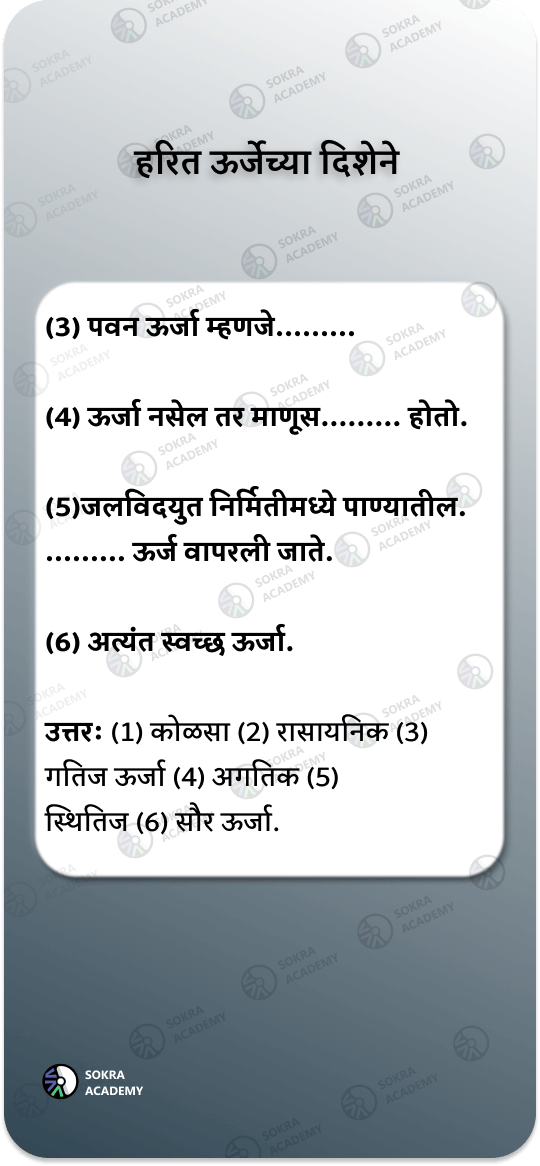 हरित ऊर्जेच्या दिशेने
(3) पवन ऊर्जा म्हणजे.........
(4) ऊर्जा नसेल तर माणूस......... होतो.
(5)जलविदयुत निर्मितीमध्ये पाण्यातील.
......... ऊर्ज वापरली जाते.
(6) अत्यंत स्वच्छ ऊर्जा.
उत्तरः (1) कोळसा (2) रासायनिक (3)
गतिज ऊर्जा (4) अगतिक (5)
स्थितिज (6) सौर ऊर्जा.
SOKRA
ACADEMY